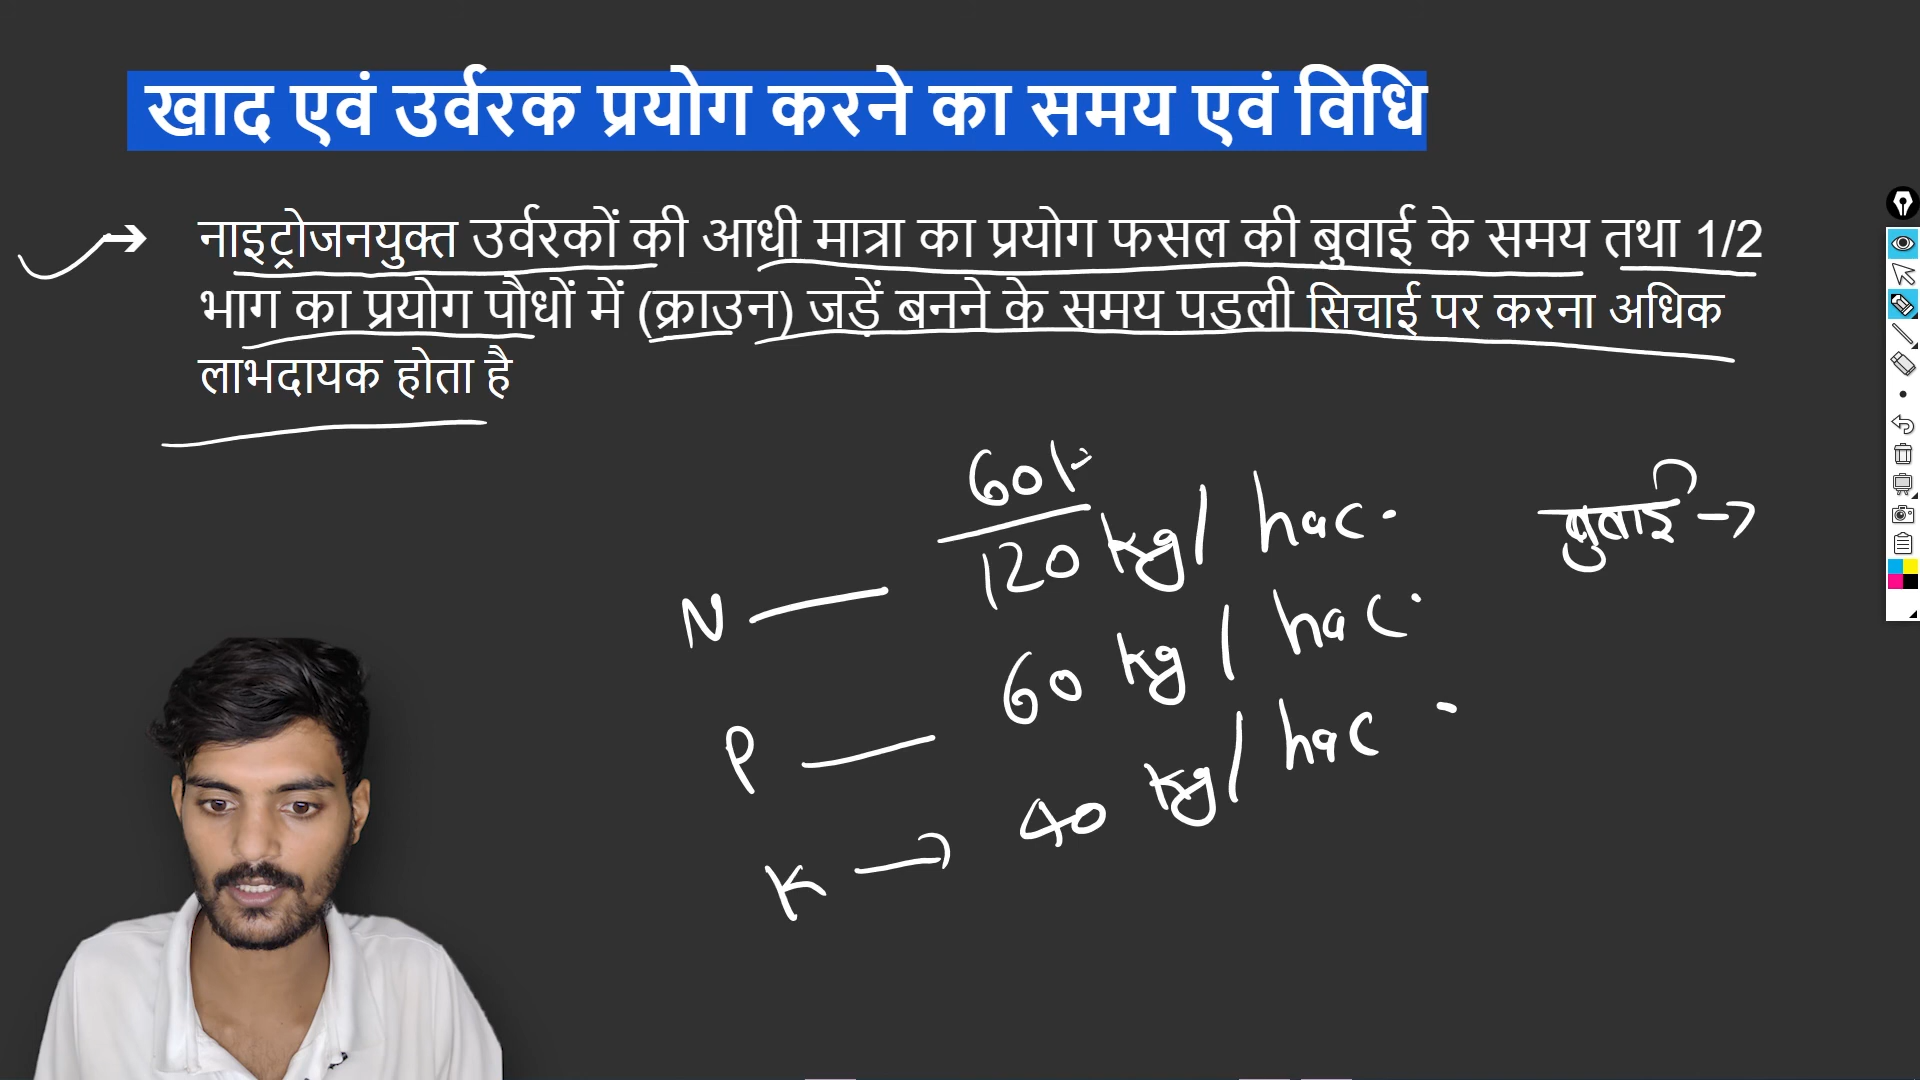 खाद एवं उर्वरक प्रयोग करने का समय एवं विधि
नाइट्रोजनयुक्त उर्वरकों की आधी मात्रा का प्रयोग फसल की बुवाई के समय तथा 1/2
भाग का प्रयोग पौधों में (क्राउन) जड़ें बनने के समय पडली सिचाई पर करना अधिक
लाभदायक होता है
60
N — 120 kg/ hac.
बुवाई →
P — 60 kg / hac.
K → 40 kg/ hac.